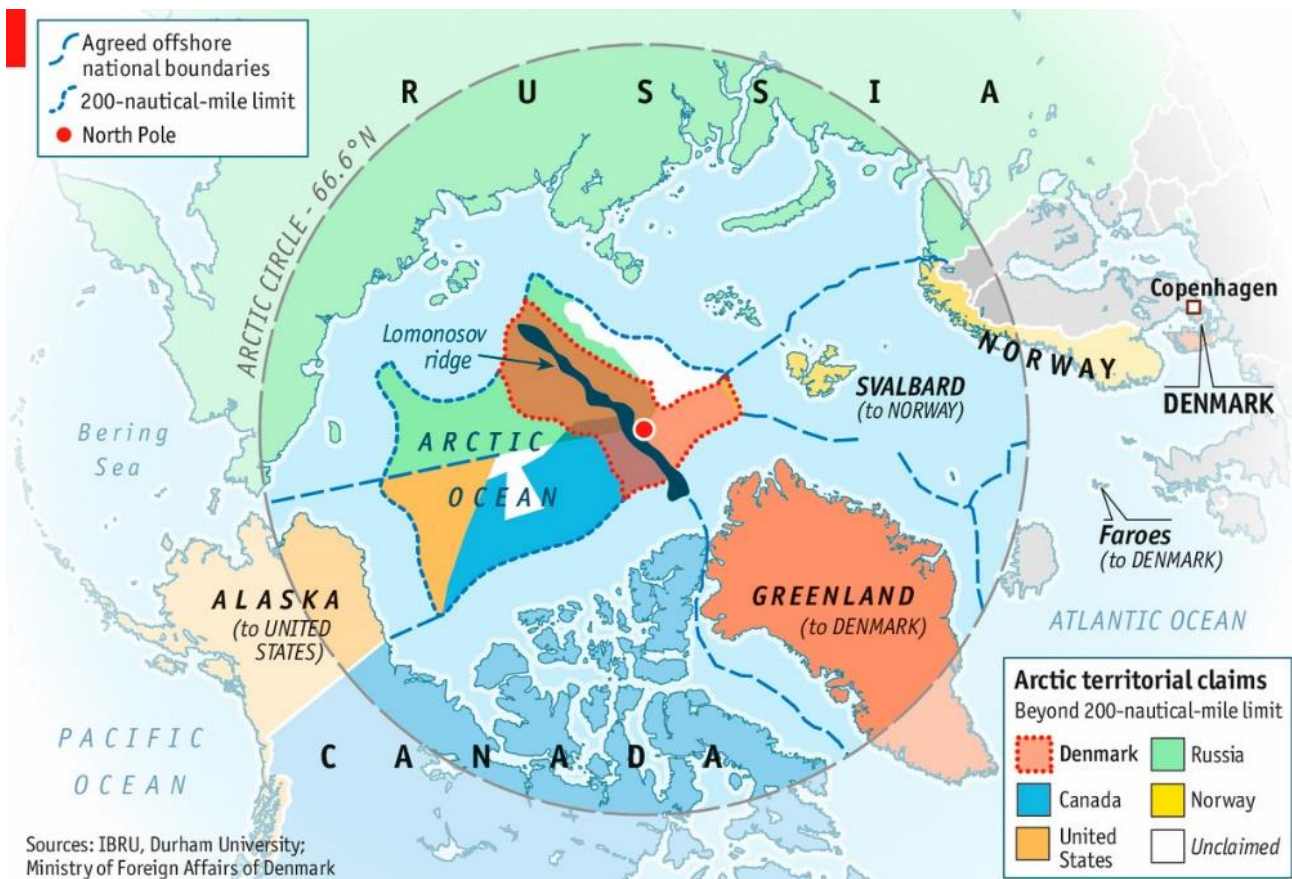 Agreed offshore
national boundaries
200-nautical-mile limit
North Pole
RUSSIA
ARCTIC CIRCLE - 66.6°N
Lomonosov
ridge
Copenhagen
NORWAY
SVALBARD
(to NORWAY)
DENMARK
Bering
Sea
ARCTIC
OCEAN
Faroes
(to DENMARK)
ALASKA
(to UNITED
STATES)
GREENLAND
(to DENMARK)
ATLANTIC OCEAN
PACIFIC
OCEAN
CANADA
Arctic territorial claims
Beyond 200-nautical-mile limit
Denmark
Russia
Canada
Norway
United
States
Unclaimed
Sources: IBRU, Durham University;
Ministry of Foreign Affairs of Denmark